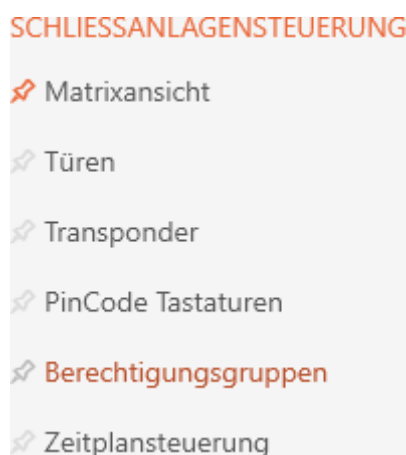 SCHLIESSANLAGENSTEUERUNG
Matrixansicht
Türen
Transponder
PinCode Tastaturen
Berechtigungsgruppen
Zeitplansteuerung